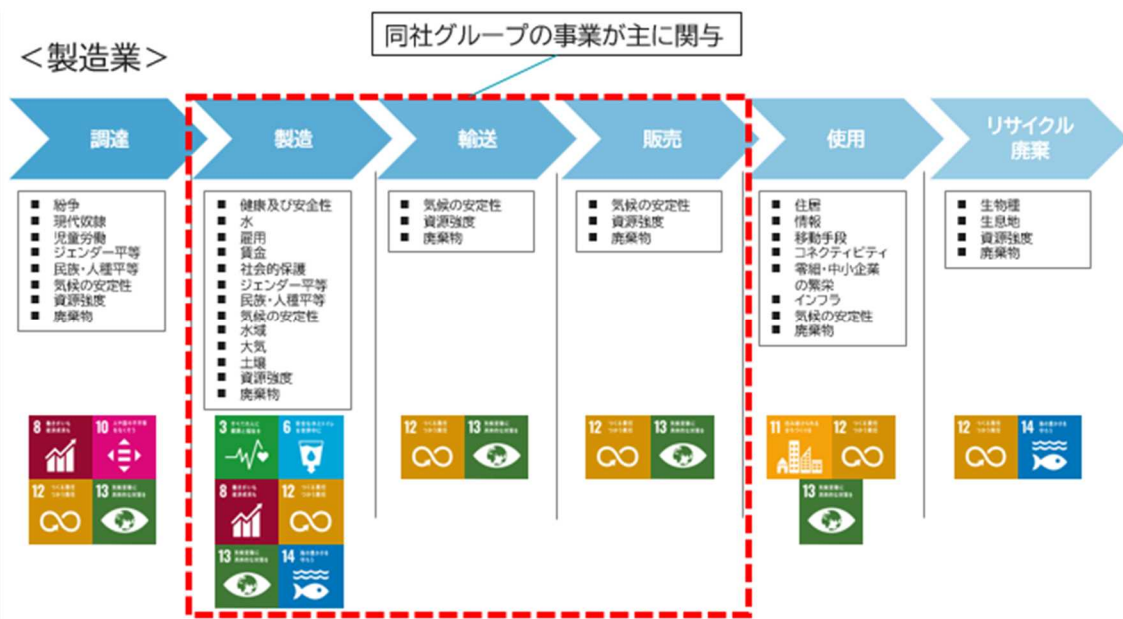 同社グループの事業が主に関与
<製造業>
調達
製造
輸送
販売
使用
リサイクル
廃棄
■ 紛争
■ 現代奴隷
■ 児童労働
■ ジェンダー平等
■ 民族・人種平等
■ 気候の安定性
■ 資源強度
■ 廃棄物
■ 健康及び安全性
■ 水
■ 雇用
■ 賃金
■ 社会的保護
■ ジェンダー平等
■ 民族・人種平等
■ 気候の安定性
■ 水域
■ 大気
■ 土壌
■ 資源強度
■ 廃棄物
■ 気候の安定性
■ 資源強度
■ 廃棄物
■ 気候の安定性
■ 資源強度
■ 廃棄物
■ 住居
■ 情報
■ 移動手段
■ コネクティビティ
■ 零細・中小企業
の繁栄
■ インフラ
■ 気候の安定性
■ 廃棄物
■ 生物種
■ 生息地
■ 資源強度
■ 廃棄物
8
10
12
13
3
6
8
12
13
14
12
13
12
13
11
12
13
12
14